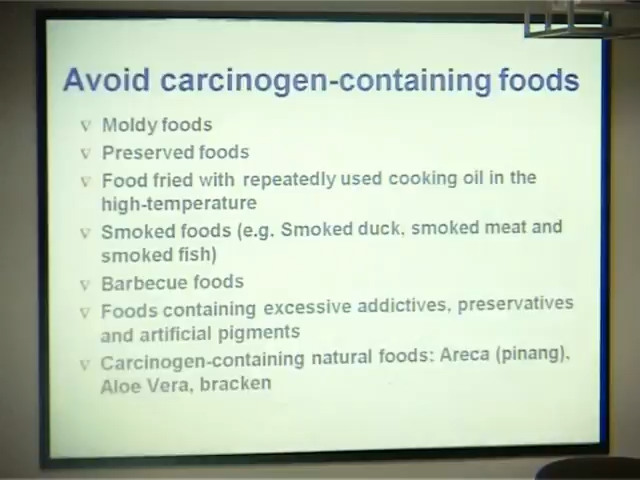 Avoid carcinogen-containing foods
v Moldy foods
v Preserved foods
v Food fried with repeatedly used cooking oil in the
high-temperature
v Smoked foods (e.g. Smoked duck, smoked meat and
smoked fish)
v Barbecue foods
v Foods containing excessive addictives, preservatives
and artificial pigments
v Carcinogen-containing natural foods: Areca (pinang),
Aloe Vera, bracken